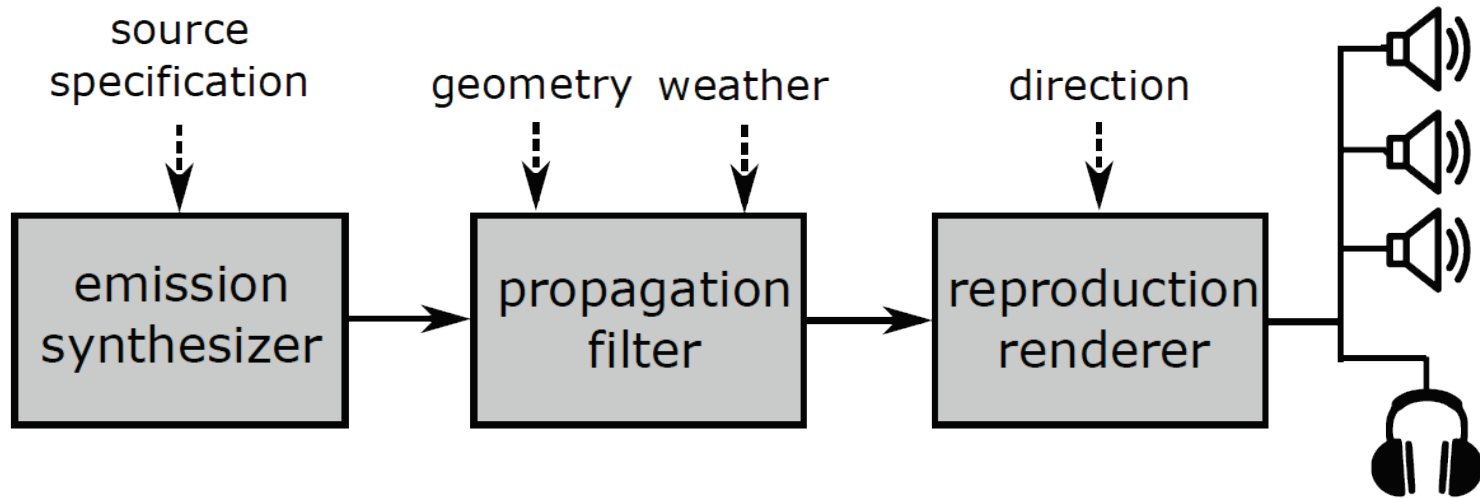 source
specification
geometry
weather
direction
emission
synthesizer
propagation
filter
reproduction
renderer